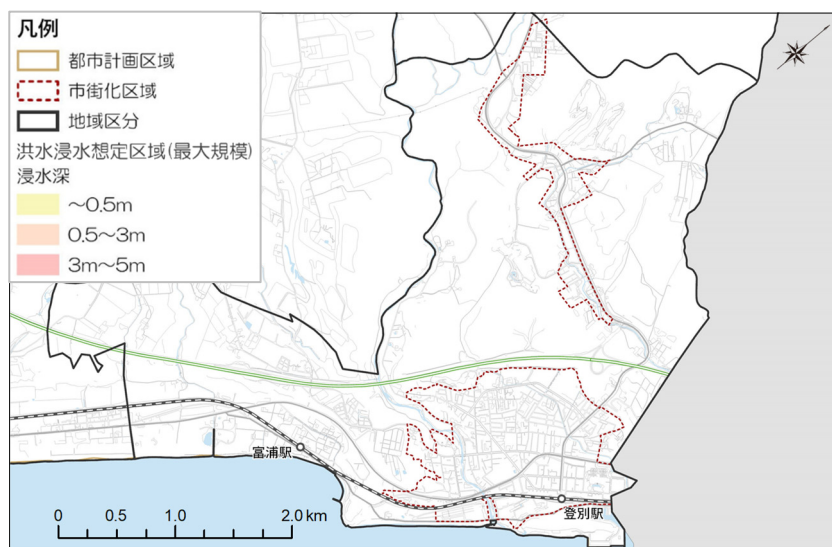 凡例
都市計画区域
市街化区域
地域区分
洪水浸水想定区域(最大規模)
浸水深
～0.5m
0.5～3m
3m～5m
富浦駅
登別駅
0 0.5 1.0 2.0 km